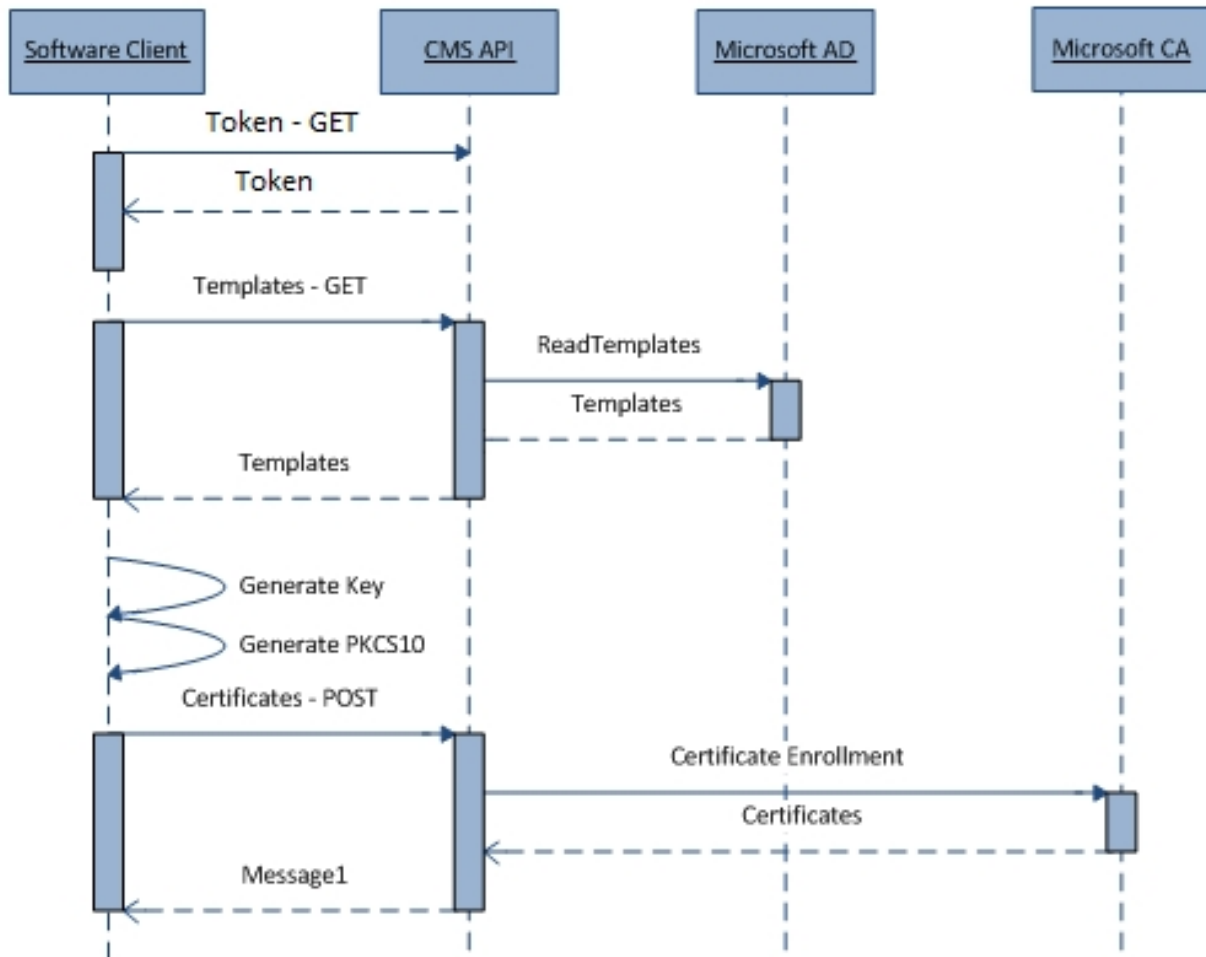 Software Client
CMS API
Microsoft AD
Microsoft CA
Token - GET
Token
Templates - GET
ReadTemplates
Templates
Templates
Generate Key
Generate PKCS10
Certificates - POST
Certificate Enrollment
Certificates
Message1